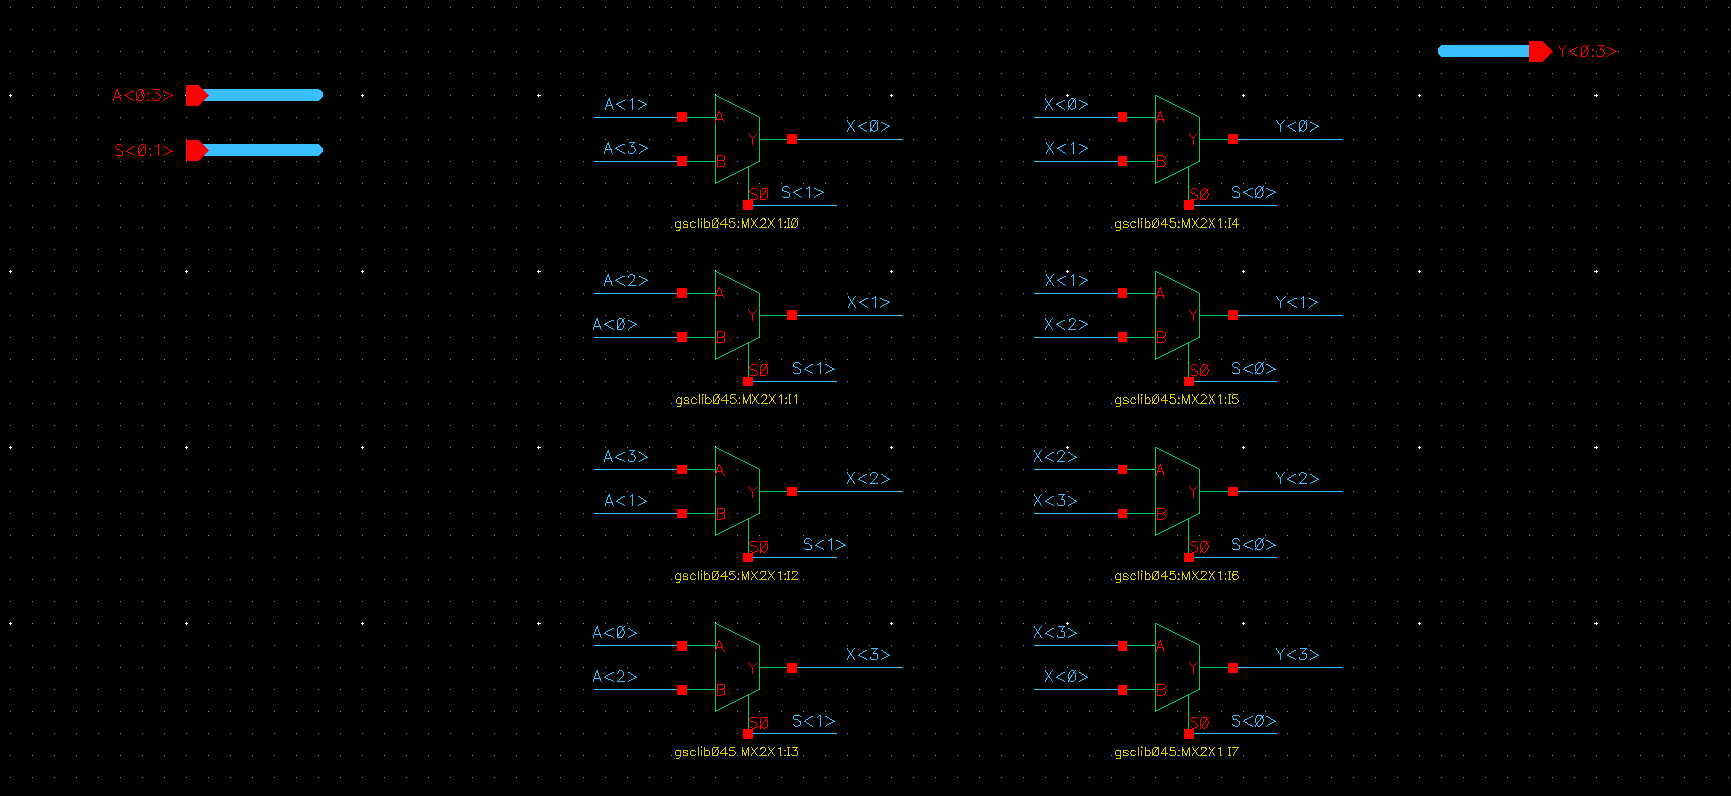 Y<0:3>
A<0:3>
S<0:1>
A<1>
A
Y
X<0>
A<3>
B
S0
S<1>
gsclib045:MX2X1:I0
X<0>
A
Y
Y<0>
X<1>
B
S0
S<0>
gsclib045:MX2X1:I4
A<2>
A
Y
X<1>
A<0>
B
S0
S<1>
gsclib045:MX2X1:I1
X<1>
A
Y
Y<1>
X<2>
B
S0
S<0>
gsclib045:MX2X1:I5
A<3>
A
Y
X<2>
A<1>
B
S0
S<1>
gsclib045:MX2X1:I2
X<2>
A
Y
Y<2>
X<3>
B
S0
S<0>
gsclib045:MX2X1:I6
A<0>
A
Y
X<3>
A<2>
B
S0
S<1>
gsclib045:MX2X1:I3
X<3>
A
Y
Y<3>
X<0>
B
S0
S<0>
gsclib045:MX2X1:I7